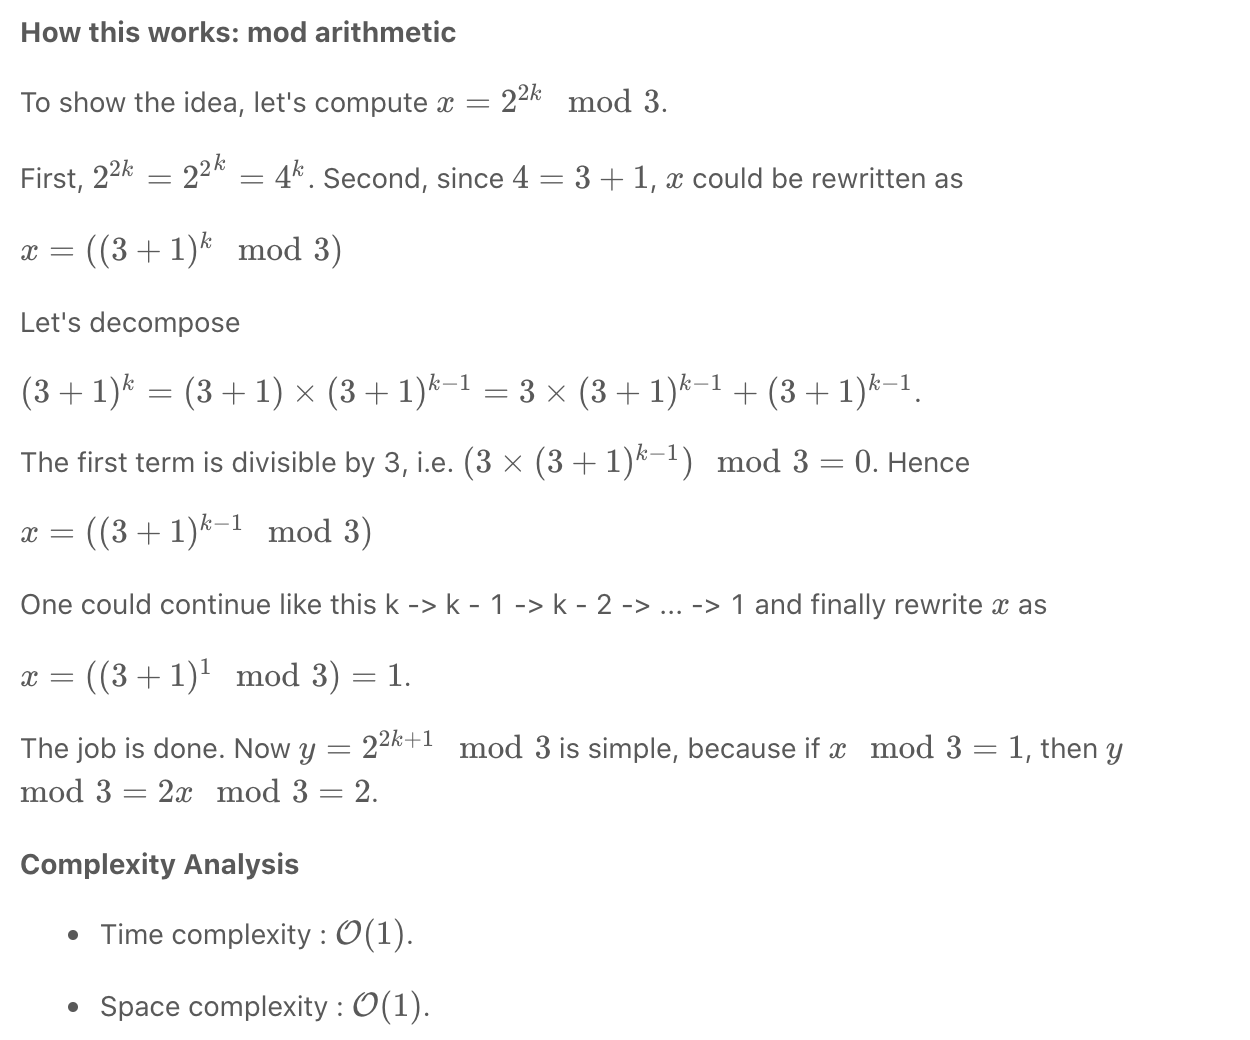 How this works: mod arithmetic
To show the idea, let's compute x = 2^{2k} mod 3.
First, 2^{2k} = 2^{2^k} = 4^k. Second, since 4 = 3 + 1, x could be rewritten as
x = ((3 + 1)^k mod 3)
Let's decompose
(3 + 1)^k = (3 + 1) × (3 + 1)^{k−1} = 3 × (3 + 1)^{k−1} + (3 + 1)^{k−1}.
The first term is divisible by 3, i.e. (3 × (3 + 1)^{k−1}) mod 3 = 0. Hence
x = ((3 + 1)^{k−1} mod 3)
One could continue like this k -> k - 1 -> k - 2 -> ... -> 1 and finally rewrite x as
x = ((3 + 1)^1 mod 3) = 1.
The job is done. Now y = 2^{2k+1} mod 3 is simple, because if x mod 3 = 1, then y
mod 3 = 2x mod 3 = 2.
Complexity Analysis
• Time complexity : O(1).
• Space complexity : O(1).